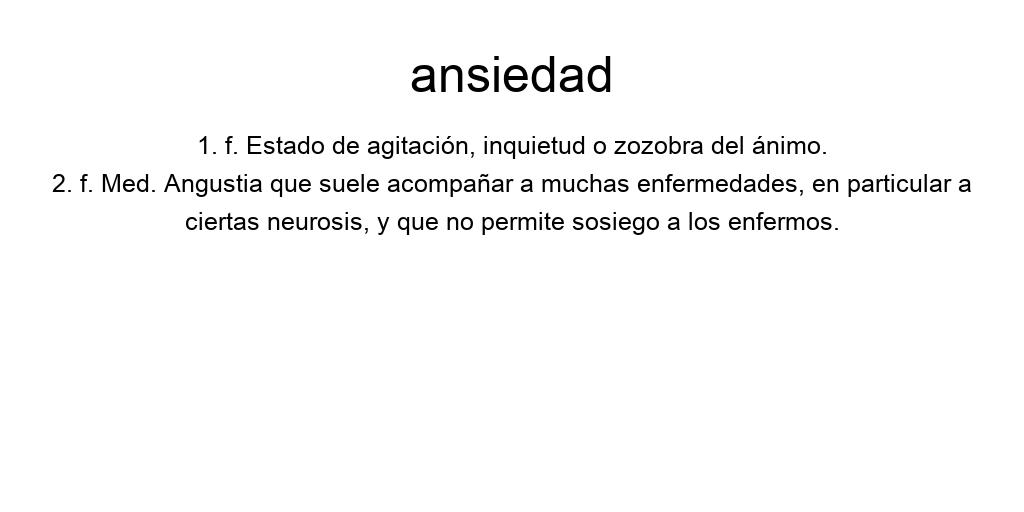 ansiedad
1. f. Estado de agitación, inquietud o zozobra del ánimo.
2. f. Med. Angustia que suele acompañar a muchas enfermedades, en particular a
ciertas neurosis, y que no permite sosiego a los enfermos.